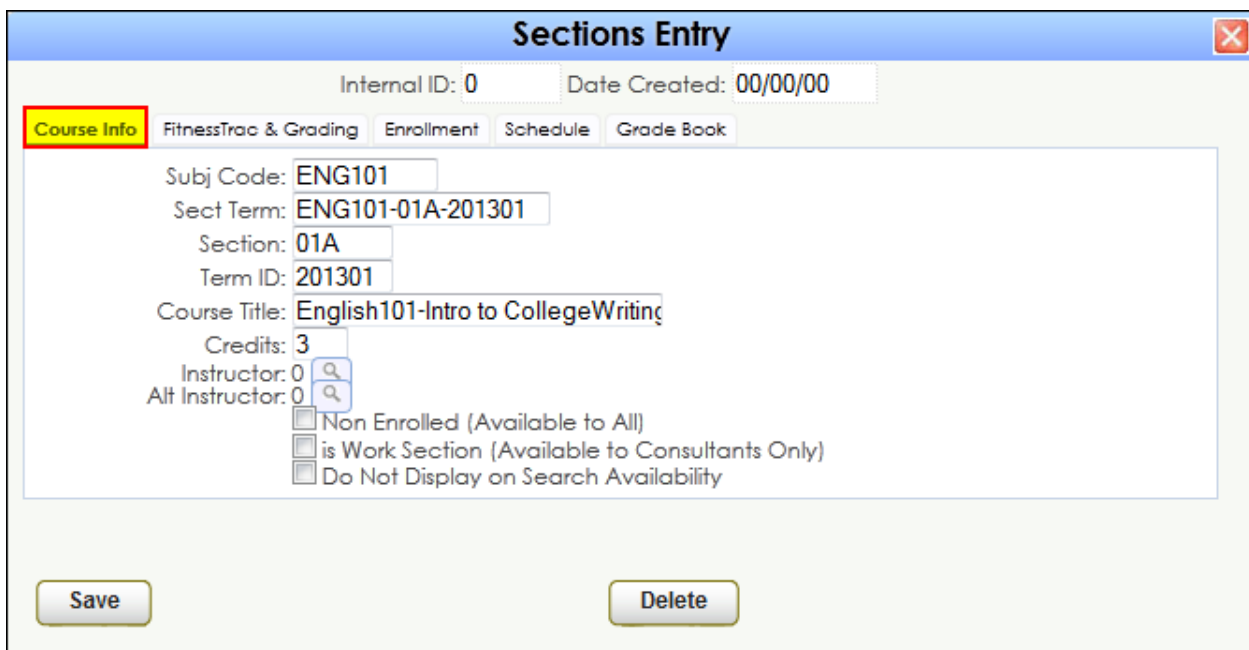 Sections Entry
Internal ID: 0 Date Created: 00/00/00
Course Info FitnessTrac & Grading Enrollment Schedule Grade Book
Subj Code: ENG101
Sect Term: ENG101-01A-201301
Section: 01A
Term ID: 201301
Course Title: English101-Intro to CollegeWriting
Credits: 3
Instructor: 0
Alt Instructor: 0
Non Enrolled (Available to All)
is Work Section (Available to Consultants Only)
Do Not Display on Search Availability
Save Delete